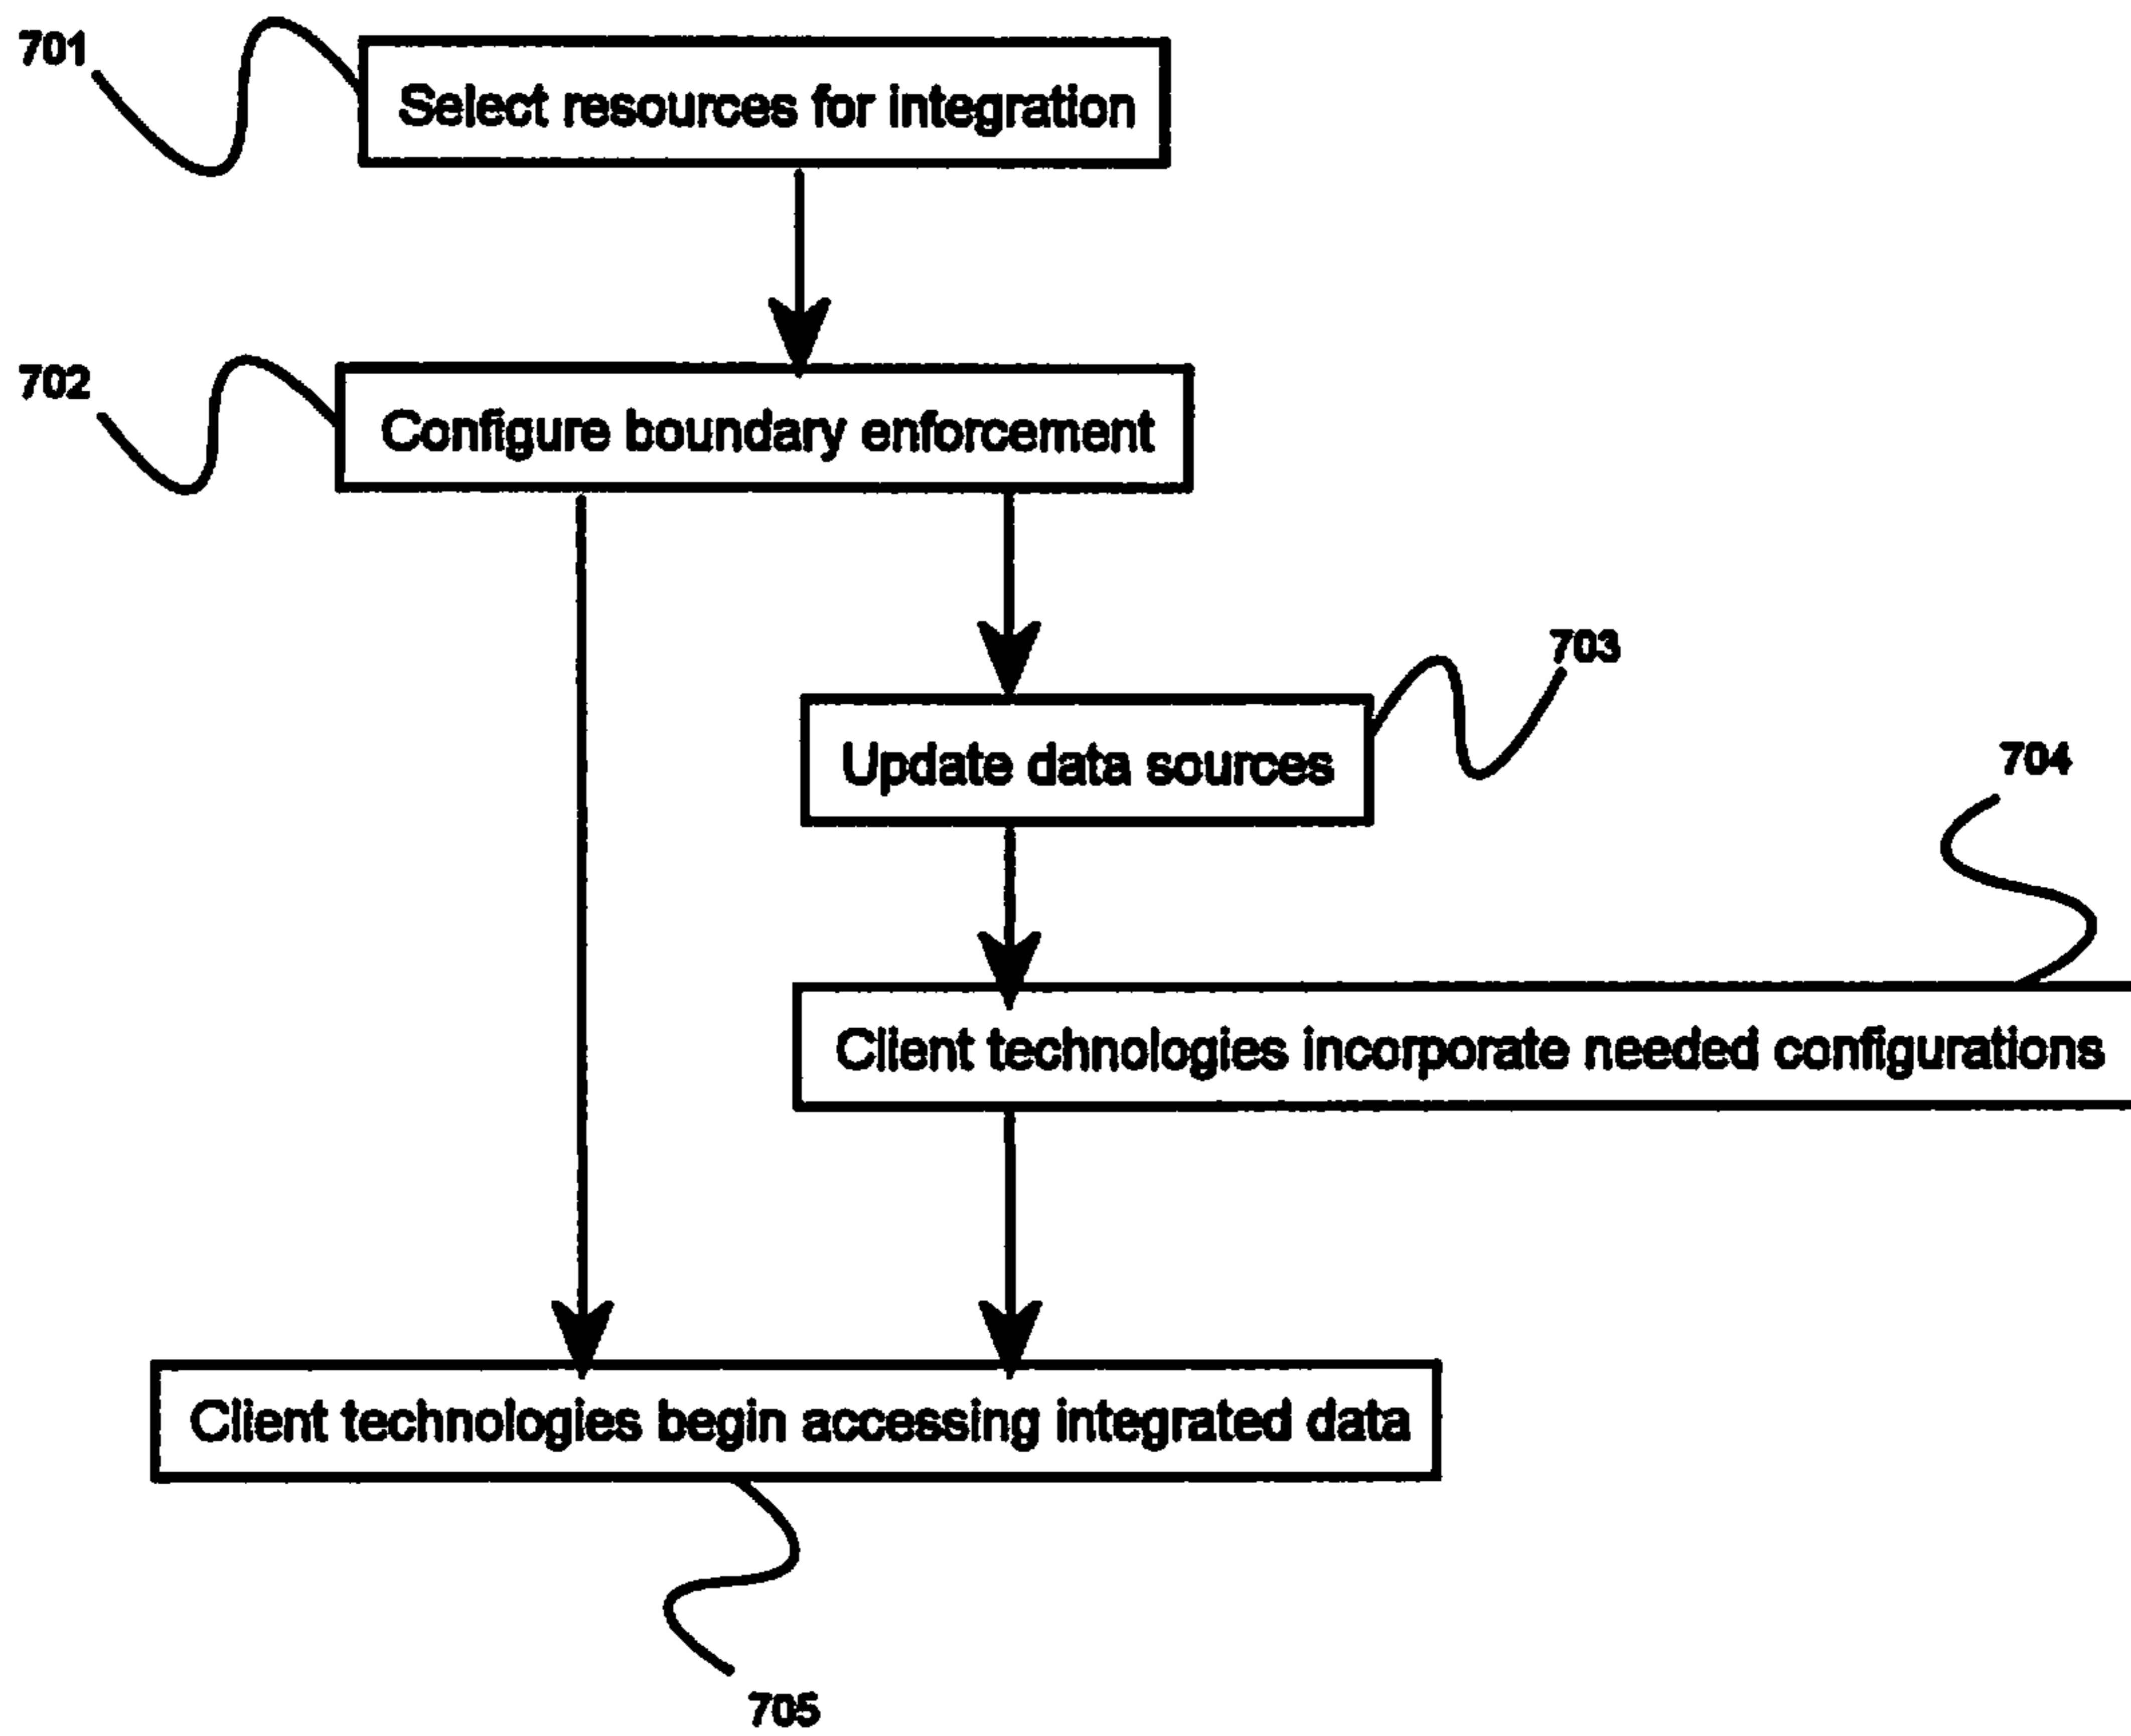 701
Select resources for integration
702
Configure boundary enforcement
703
Update data sources
704
Client technologies incorporate needed configurations
Client technologies begin accessing integrated data
705